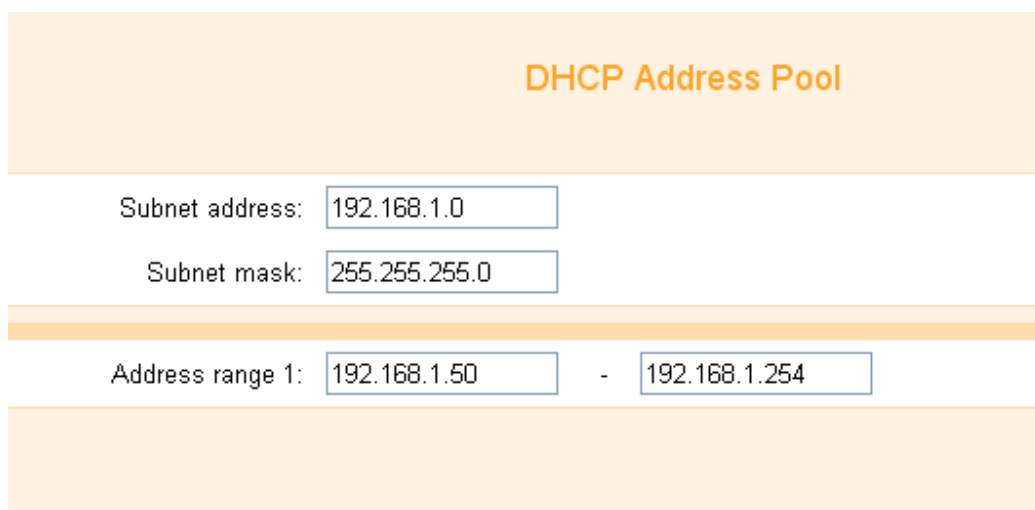 DHCP Address Pool
Subnet address: 192.168.1.0
Subnet mask: 255.255.255.0
Address range 1: 192.168.1.50 - 192.168.1.254